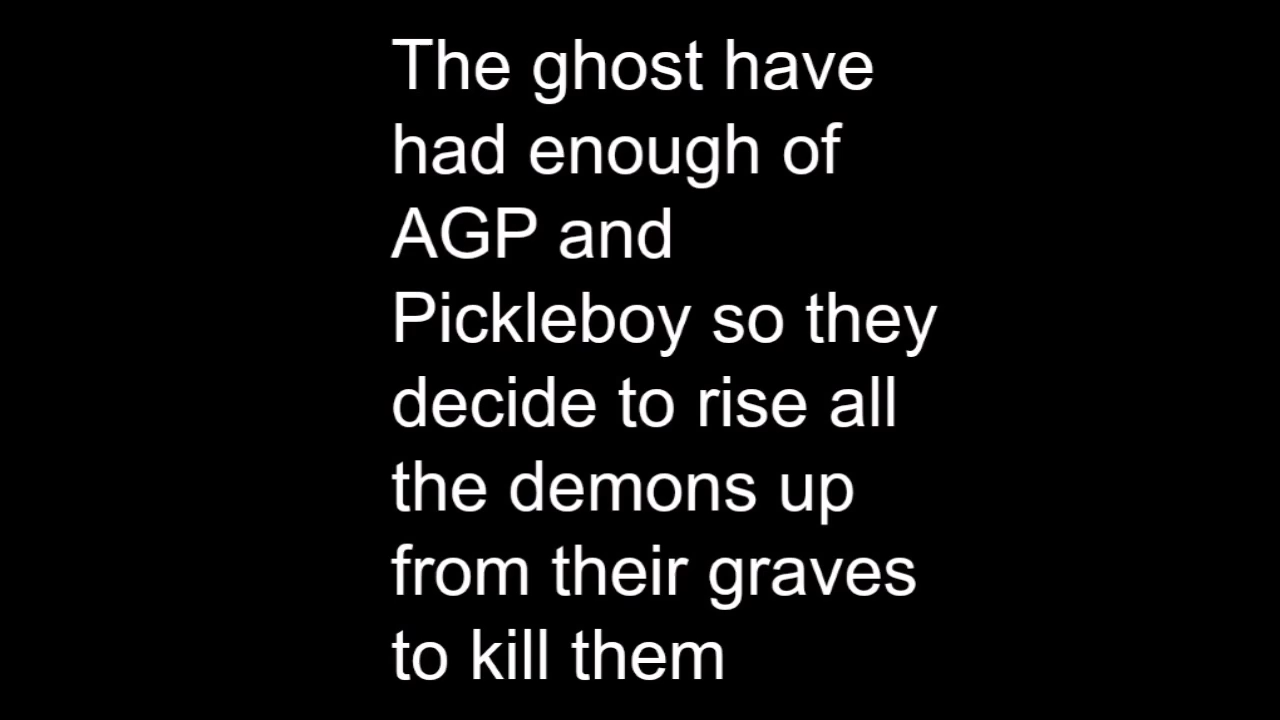 The ghost have
had enough of
AGP and
Pickleboy so they
decide to rise all
the demons up
from their graves
to kill them